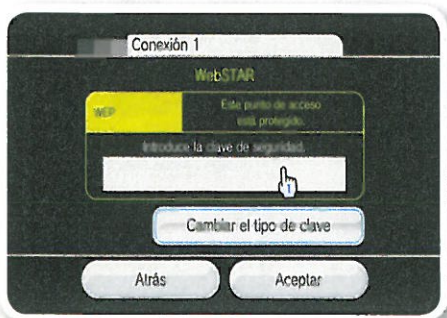 Conexión 1
WebSTAR
WEP
Este punto de acceso
está protegido.
Introduce la clave de seguridad.
1
Cambiar el tipo de clave
Atrás
Aceptar